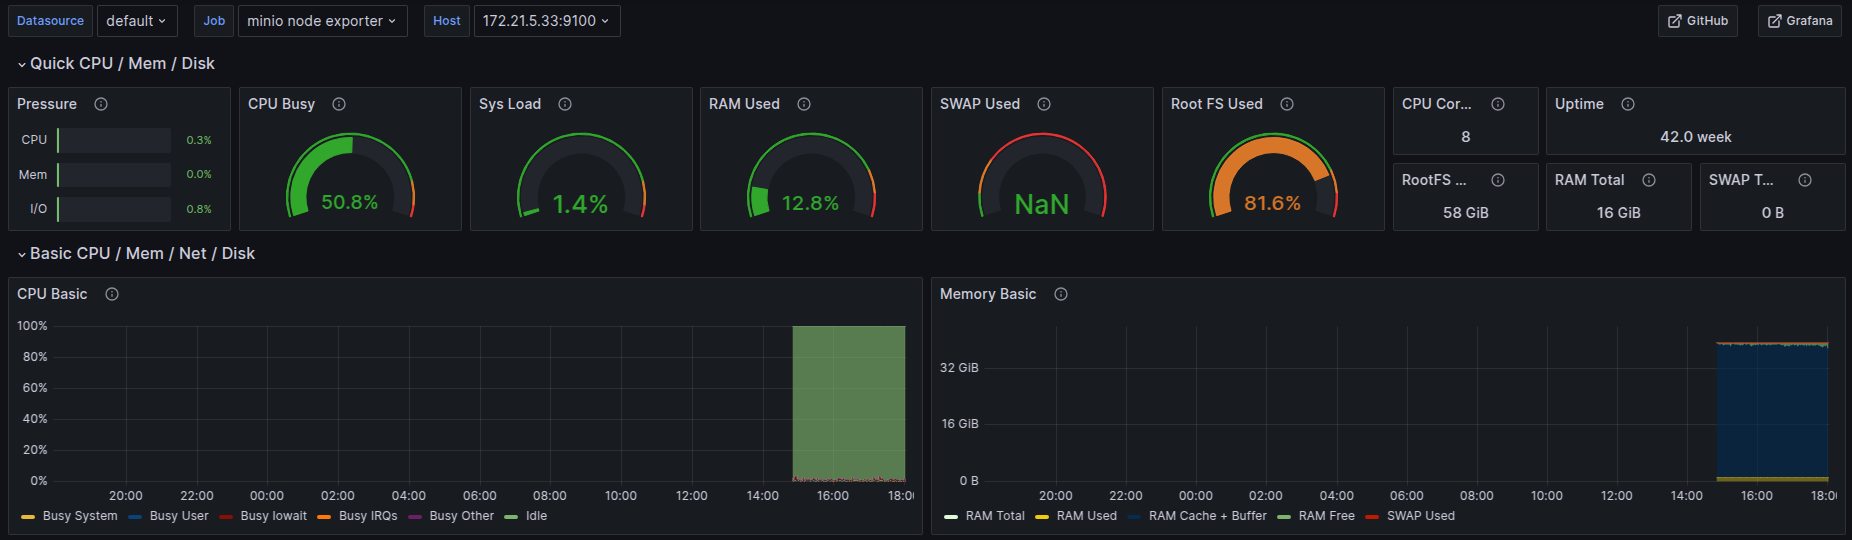 Datasource default Job minio node exporter Host 172.21.5.33:9100 GitHub Grafana
Quick CPU / Mem / Disk
Pressure CPU Busy Sys Load RAM Used SWAP Used Root FS Used CPU Cor... Uptime
CPU 0.3%
Mem 0.0%
I/O 0.8%
50.8%
1.4%
12.8%
NaN
81.6%
8
42.0 week
RootFS ... RAM Total SWAP T...
58 GiB 16 GiB 0 B
Basic CPU / Mem / Net / Disk
CPU Basic
100%
80%
60%
40%
20%
0%
20:00 22:00 00:00 02:00 04:00 06:00 08:00 10:00 12:00 14:00 16:00 18:0
Busy System Busy User Busy Iowait Busy IRQs Busy Other Idle
Memory Basic
32 GiB
16 GiB
0 B
20:00 22:00 00:00 02:00 04:00 06:00 08:00 10:00 12:00 14:00 16:00 18:0
RAM Total RAM Used RAM Cache + Buffer RAM Free SWAP Used